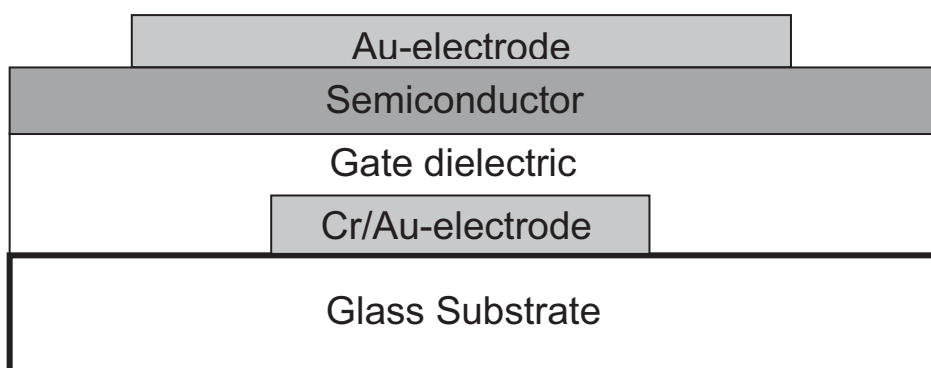 Au-electrode
Semiconductor
Gate dielectric
Cr/Au-electrode
Glass Substrate